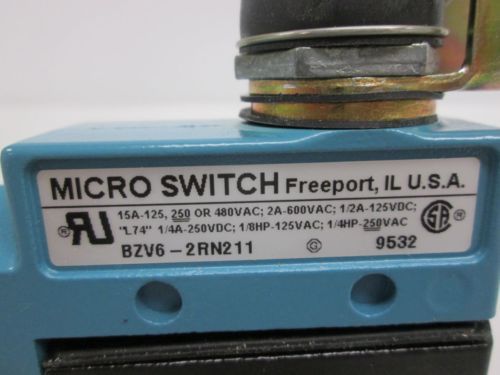 MICRO SWITCH Freeport, IL U.S.A.
15A-125, 250 OR 480VAC; 2A-600VAC; 1/2A-125VDC;
"L74" 1/4A-250VDC; 1/8HP-125VAC; 1/4HP-250VAC
BZV6-2RN211 9532